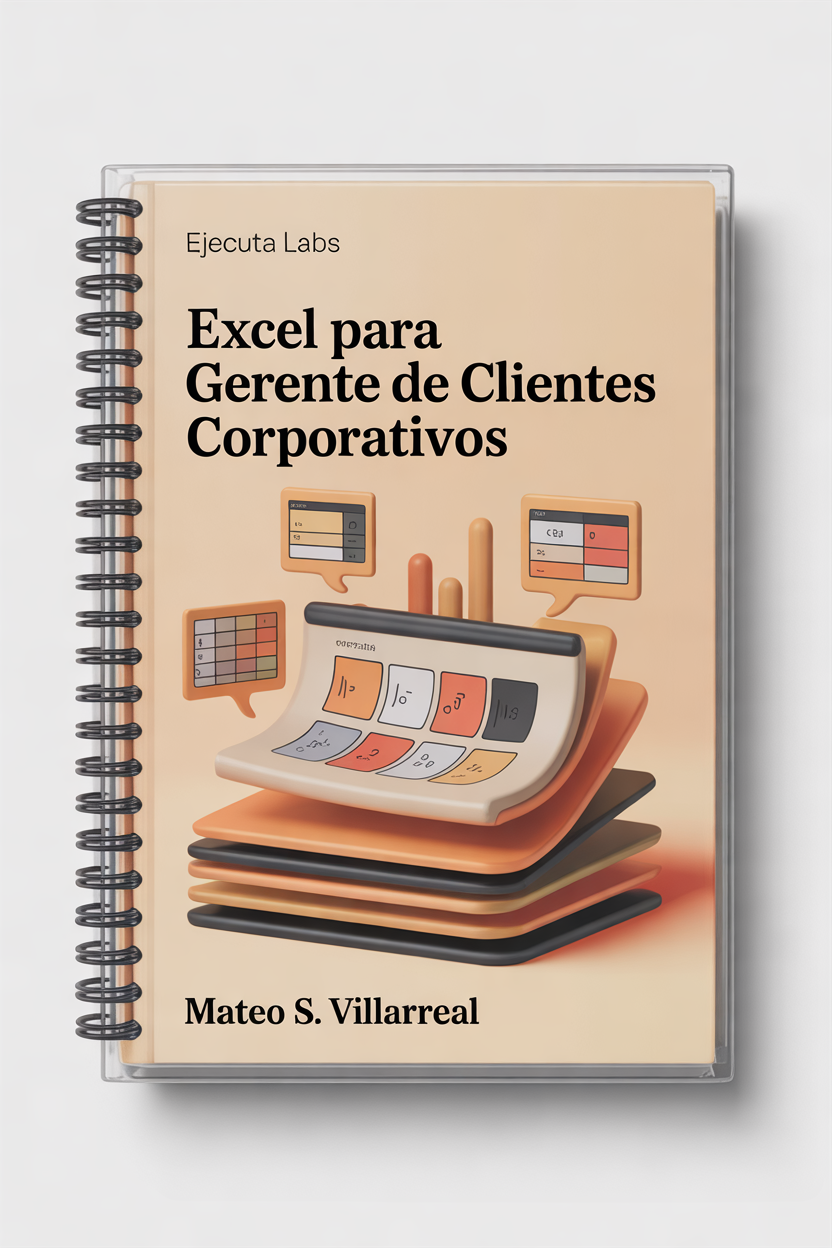 Ejecuta Labs
Excel para
Gerente de Clientes
Corporativos
Mateo S. Villarreal